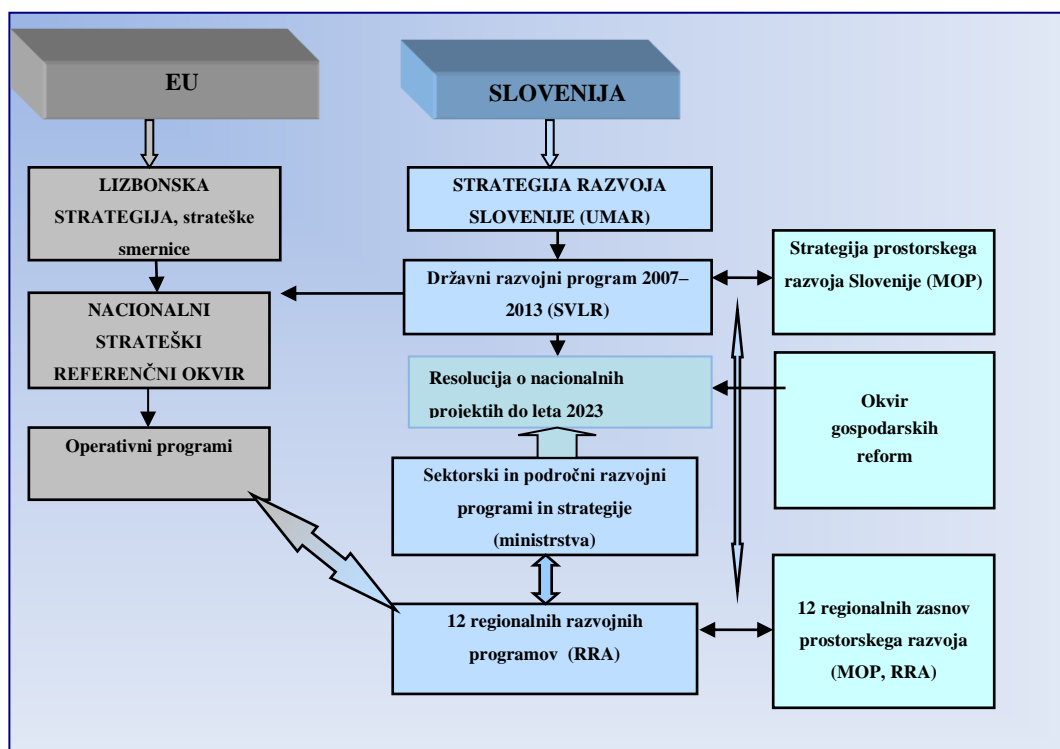 EU
LIZBONSKA
STRATEGIJA, strateške
smernice
NACIONALNI
STRATEŠKI
REFERENČNI OKVIR
Operativni programi
SLOVENIJA
STRATEGIJA RAZVOJA
SLOVENIJE (UMAR)
Državni razvojni program 2007–
2013 (SVLR)
Resolucija o nacionalnih
projektih do leta 2023
Sektorski in področni razvojni
programi in strategije
(ministrstva)
12 regionalnih razvojnih
programov (RRA)
Strategija prostorskega
razvoja Slovenije (MOP)
Okvir
gospodarskih
reform
12 regionalnih zasnov
prostorskega razvoja
(MOP, RRA)